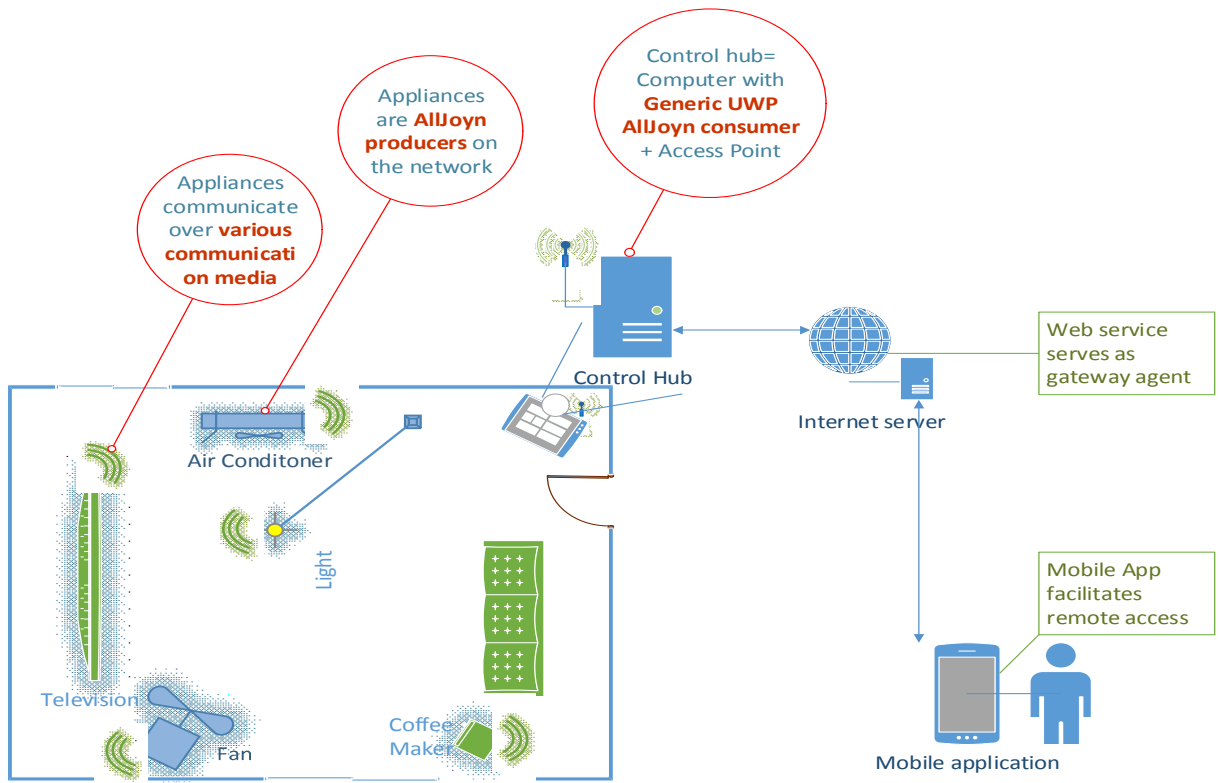 Appliances
communicate
over various
communicati
on media
Appliances
are AllJoyn
producers on
the network
Control hub=
Computer with
Generic UWP
AllJoyn consumer
+ Access Point
Control Hub
Web service
serves as
gateway agent
Internet server
Air Conditoner
Light
Television
Fan
Coffee
Maker
Mobile App
facilitates
remote access
Mobile application